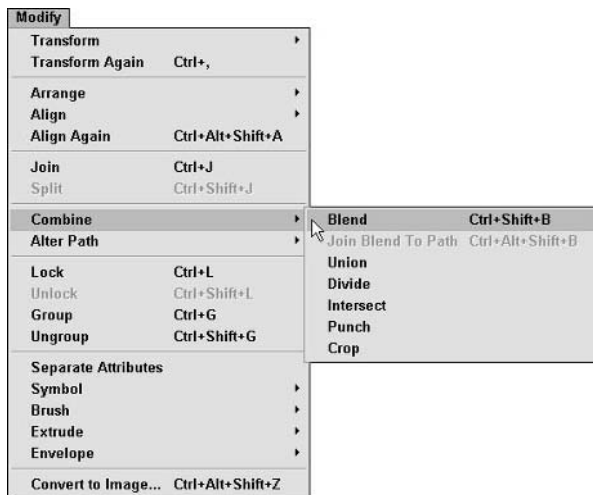 Modify
Transform
Transform Again Ctrl+,
Arrange
Align
Align Again Ctrl+Alt+Shift+A
Join Ctrl+J
Split Ctrl+Shift+J
Combine
Alter Path
Lock Ctrl+L
Unlock Ctrl+Shift+L
Group Ctrl+G
Ungroup Ctrl+Shift+G
Separate Attributes
Symbol
Brush
Extrude
Envelope
Convert to Image... Ctrl+Alt+Shift+Z
Blend Ctrl+Shift+B
Join Blend To Path Ctrl+Alt+Shift+B
Union
Divide
Intersect
Punch
Crop